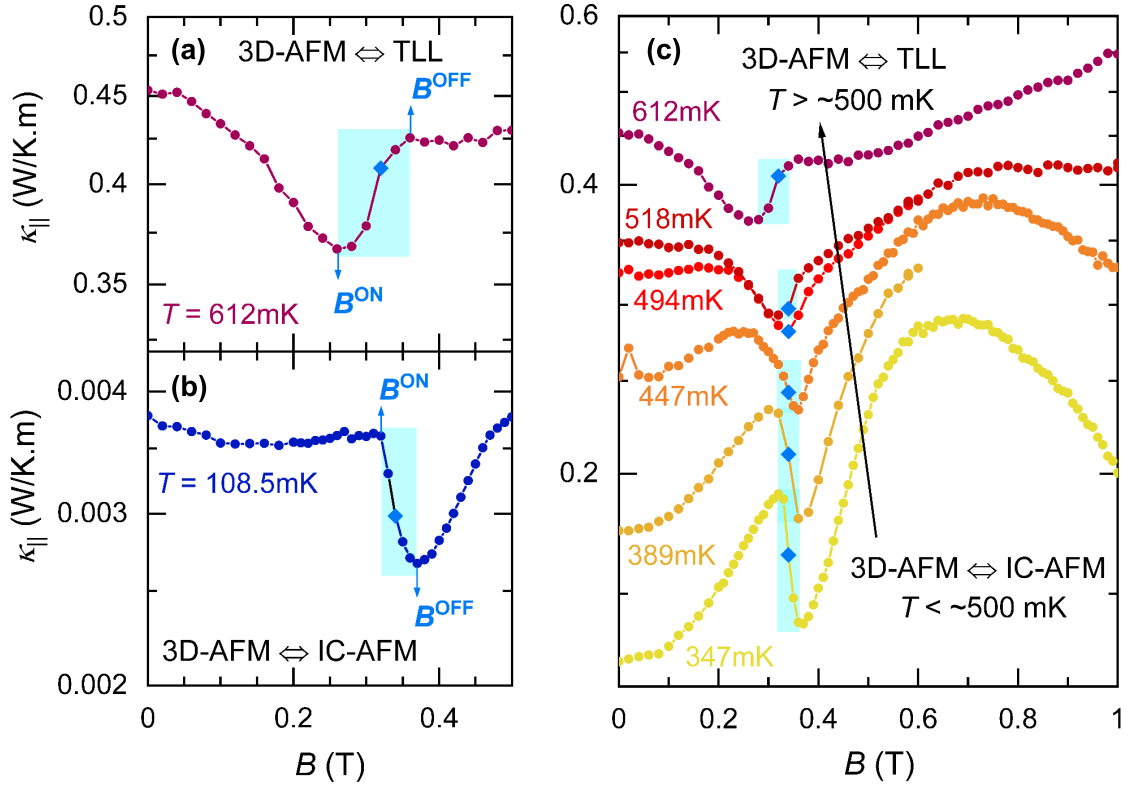 (a) 3D-AFM ⇔ TLL
B^OFF
B^ON
T = 612mK
0.5
0.45
0.4
0.35
κ|| (W/K.m)
(b)
B^ON
T = 108.5mK
B^OFF
3D-AFM ⇔ IC-AFM
0.004
0.003
0.002
κ|| (W/K.m)
0 0.2 0.4
B (T)
(c)
3D-AFM ⇔ TLL
T > ~500 mK
612mK
518mK
494mK
447mK
389mK
347mK
3D-AFM ⇔ IC-AFM
T < ~500 mK
0.6
0.4
0.2
0 0.2 0.4 0.6 0.8 1
B (T)